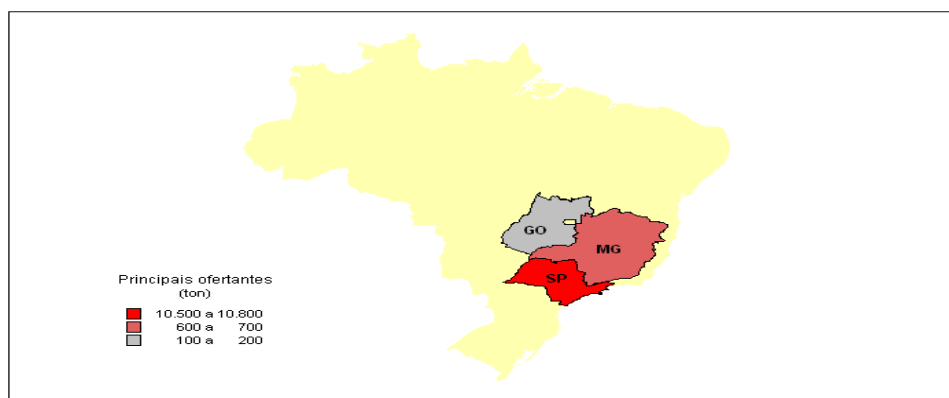 GO
MG
SP
Principais ofertantes
(ton)
10.500 a 10.800
600 a 700
100 a 200